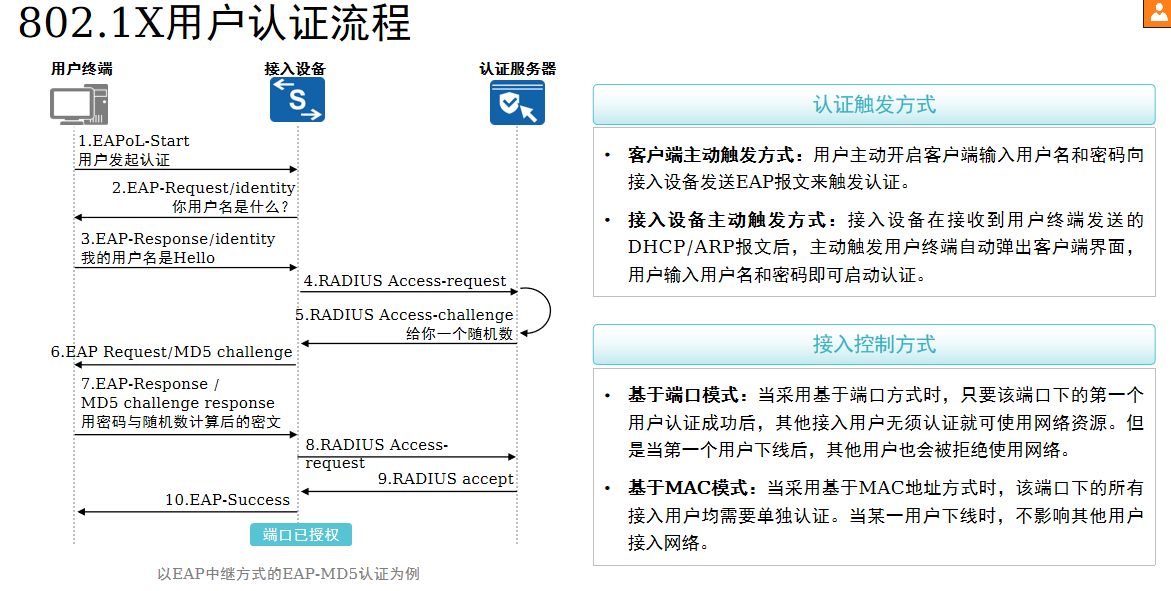 802.1X用户认证流程
用户终端
接入设备
认证服务器
S
1.EAPoL-Start
用户发起认证
2.EAP-Request/identity
你用户名是什么？
3.EAP-Response/identity
我的用户名是Hello
4.RADIUS Access-request
5.RADIUS Access-challenge
给你一个随机数
6.EAP Request/MD5 challenge
7.EAP-Response /
MD5 challenge response
用密码与随机数计算后的密文
8.RADIUS Access-
request
9.RADIUS accept
10.EAP-Success
端口已授权
以EAP中继方式的EAP-MD5认证为例
认证触发方式
• 客户端主动触发方式：用户主动开启客户端输入用户名和密码向
接入设备发送EAP报文来触发认证。
• 接入设备主动触发方式：接入设备在接收到用户终端发送的
DHCP/ARP报文后，主动触发用户终端自动弹出客户端界面，
用户输入用户名和密码即可启动认证。
接入控制方式
• 基于端口模式：当采用基于端口方式时，只要该端口下的第一个
用户认证成功后，其他接入用户无须认证就可使用网络资源。但
是当第一个用户下线后，其他用户也会被拒绝使用网络。
• 基于MAC模式：当采用基于MAC地址方式时，该端口下的所有
接入用户均需要单独认证。当某一用户下线时，不影响其他用户
接入网络。